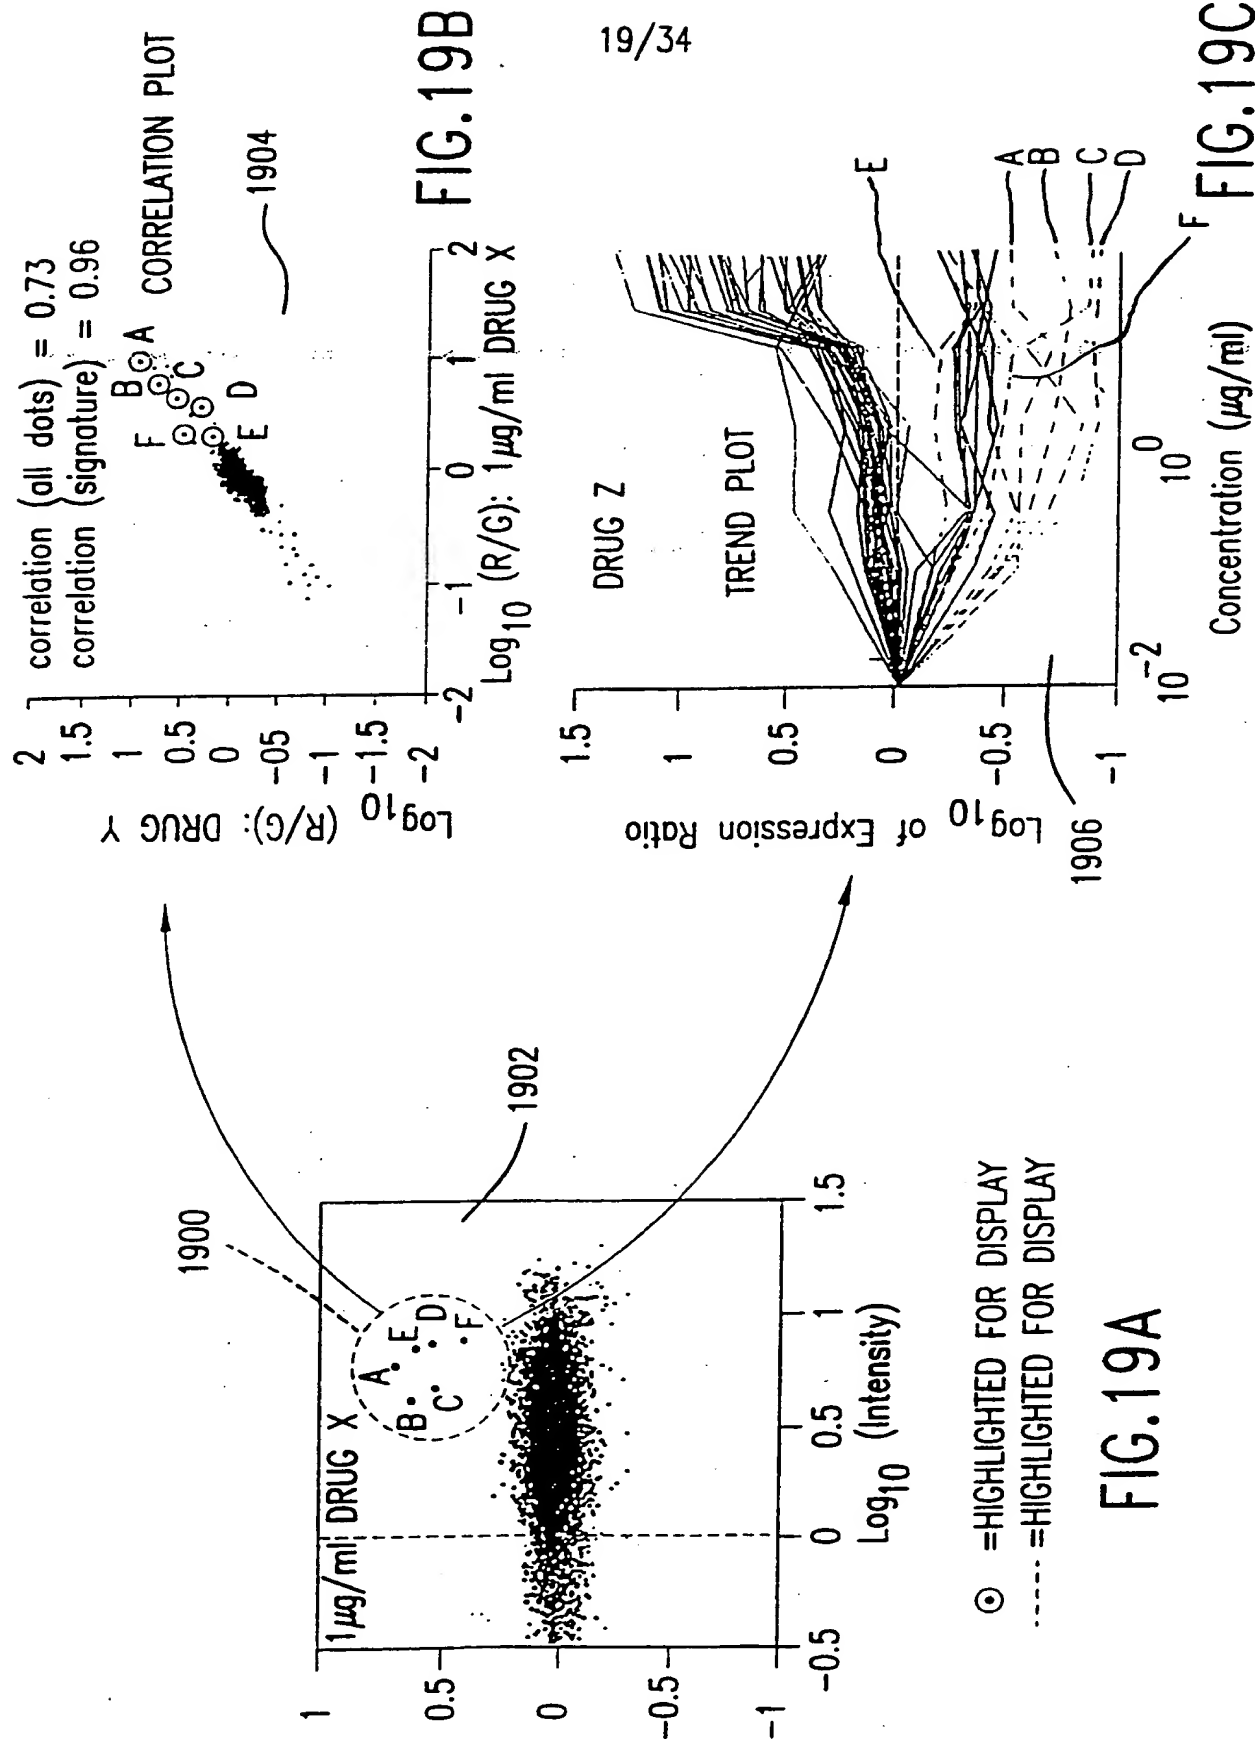 19/34
1µg/ml DRUG X
1900
1902
A
B
C
E
D
F
1
0.5
0
-0.5
-1
-0.5
0
0.5
1
1.5
Log10 (Intensity)
⊙ =HIGHLIGHTED FOR DISPLAY
----- =HIGHLIGHTED FOR DISPLAY
FIG.19A
correlation (all dots) = 0.73
correlation (signature) = 0.96
CORRELATION PLOT
1904
F
B
A
C
D
E
2
1.5
1
0.5
0
-05
-1
-1.5
-2
Log10 (R/G): DRUG Y
-2
-1
0
1
2
Log10 (R/G): 1µg/ml DRUG X
FIG.19B
DRUG Z
TREND PLOT
E
A
B
C
D
F
1.5
1
0.5
0
-0.5
-1
Log10 of Expression Ratio
10-2
100
Concentration (µg/ml)
1906
FIG.19C